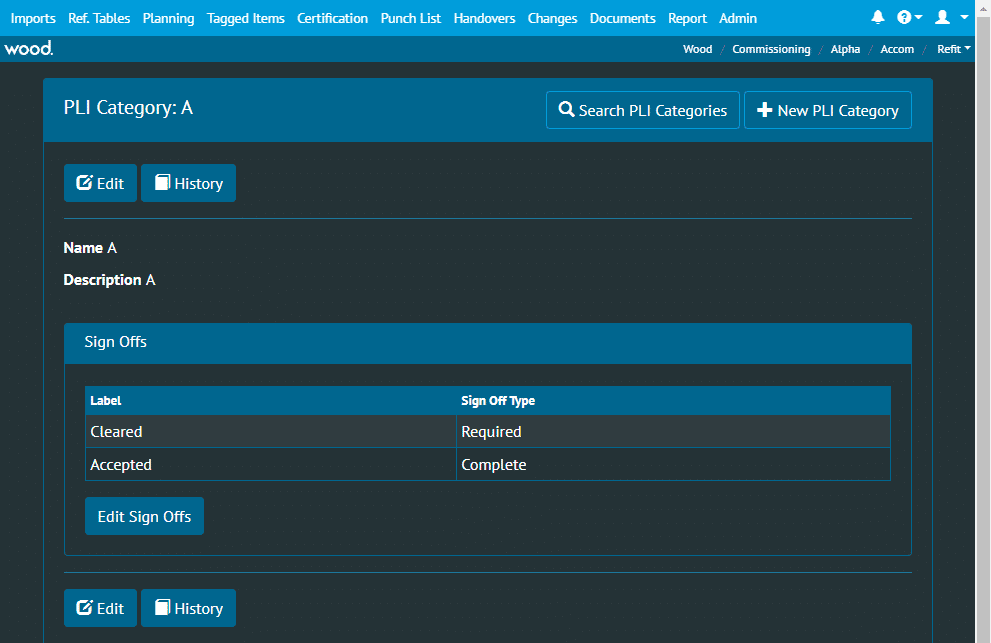 Imports Ref. Tables Planning Tagged Items Certification Punch List Handovers Changes Documents Report Admin
wood. Wood / Commissioning / Alpha / Accom / Refit
PLI Category: A Search PLI Categories New PLI Category
Edit History
Name A
Description A
Sign Offs
Label Sign Off Type
Cleared Required
Accepted Complete
Edit Sign Offs
Edit History